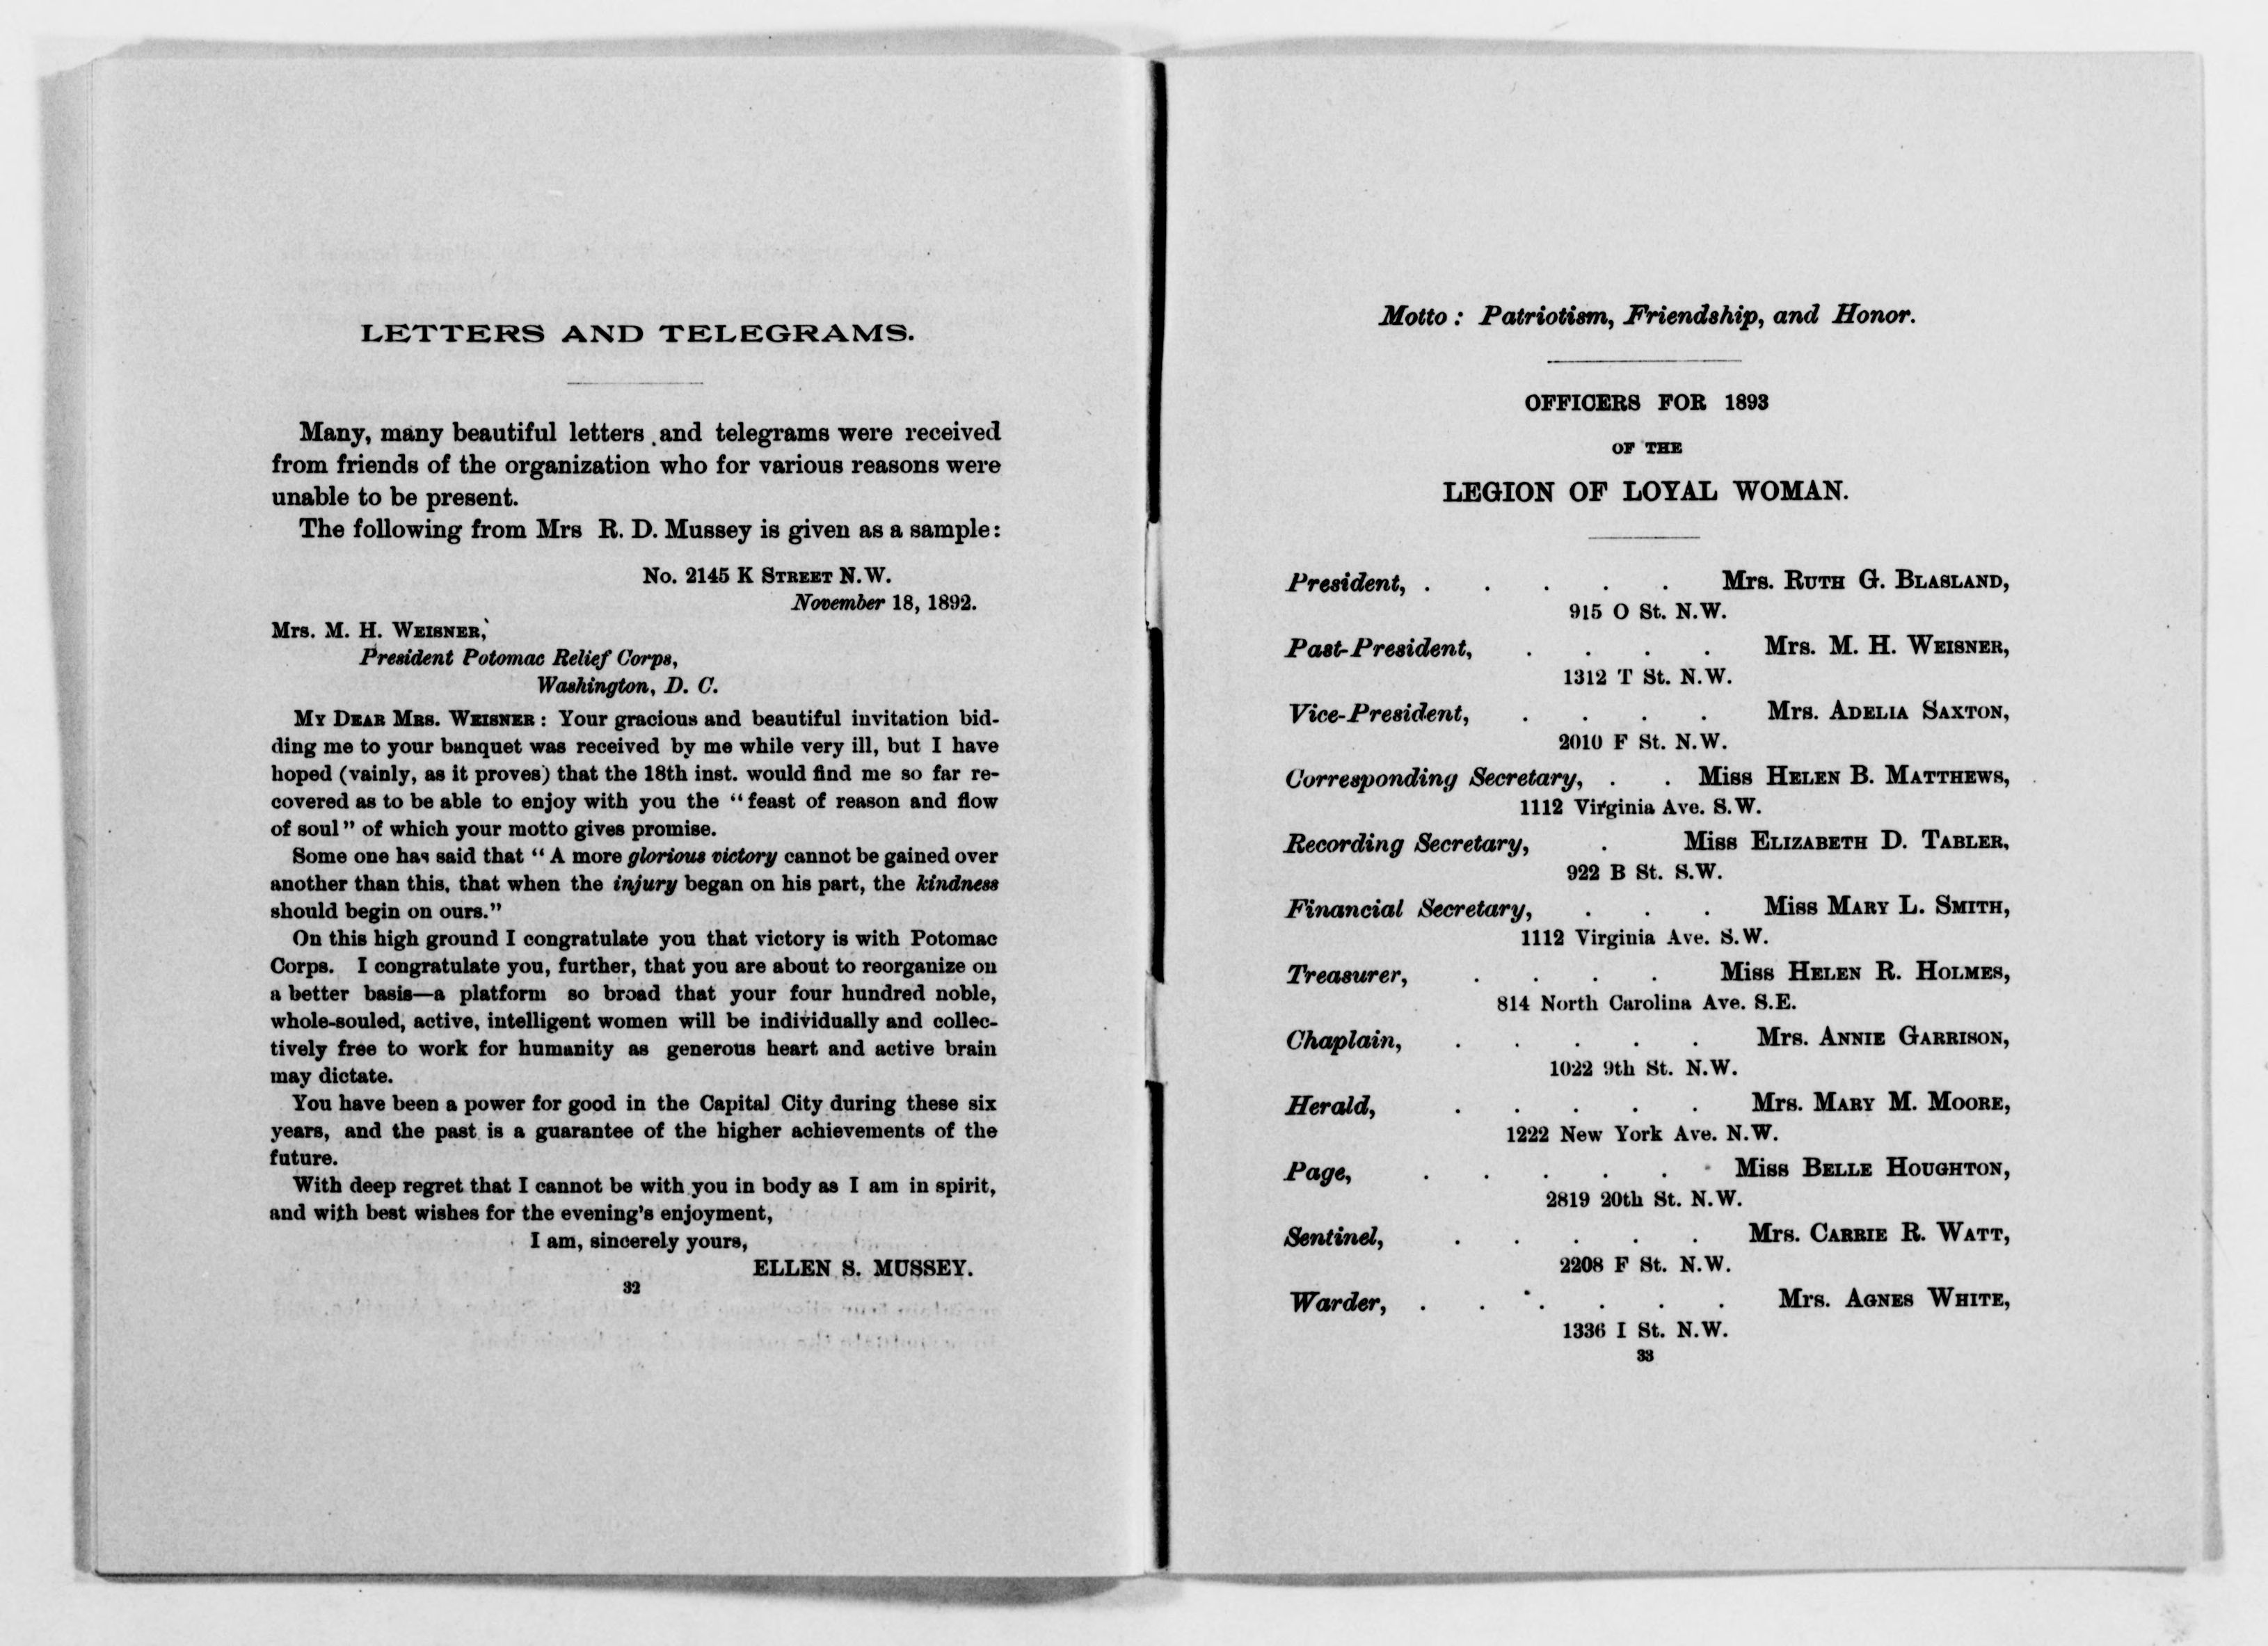 LETTERS AND TELEGRAMS.
Many, many beautiful letters and telegrams were received
from friends of the organization who for various reasons were
unable to be present.
The following from Mrs R. D. Mussey is given as a sample:
No. 2145 K Street N.W.
November 18, 1892.
Mrs. M. H. Weisner,
President Potomac Relief Corps,
Washington, D. C.
My Dear Mrs. Weisner: Your gracious and beautiful invitation bid-
ding me to your banquet was received by me while very ill, but I have
hoped (vainly, as it proves) that the 18th inst. would find me so far re-
covered as to be able to enjoy with you the "feast of reason and flow
of soul" of which your motto gives promise.
Some one has said that "A more glorious victory cannot be gained over
another than this, that when the injury began on his part, the kindness
should begin on ours."
On this high ground I congratulate you that victory is with Potomac
Corps. I congratulate you, further, that you are about to reorganize on
a better basis—a platform so broad that your four hundred noble,
whole-souled, active, intelligent women will be individually and collec-
tively free to work for humanity as generous heart and active brain
may dictate.
You have been a power for good in the Capital City during these six
years, and the past is a guarantee of the higher achievements of the
future.
With deep regret that I cannot be with you in body as I am in spirit,
and with best wishes for the evening's enjoyment,
I am, sincerely yours,
ELLEN S. MUSSEY.
32
Motto: Patriotism, Friendship, and Honor.
OFFICERS FOR 1893
OF THE
LEGION OF LOYAL WOMAN.
President, . . . . . Mrs. Ruth G. Blasland,
915 O St. N.W.
Past-President, . . . . Mrs. M. H. Weisner,
1312 T St. N.W.
Vice-President, . . . . Mrs. Adelia Saxton,
2010 F St. N.W.
Corresponding Secretary, . . Miss Helen B. Matthews,
1112 Virginia Ave. S.W.
Recording Secretary, . Miss Elizabeth D. Tabler,
922 B St. S.W.
Financial Secretary, . . . Miss Mary L. Smith,
1112 Virginia Ave. S.W.
Treasurer, . . . . Miss Helen R. Holmes,
814 North Carolina Ave. S.E.
Chaplain, . . . . . Mrs. Annie Garrison,
1022 9th St. N.W.
Herald, . . . . . Mrs. Mary M. Moore,
1222 New York Ave. N.W.
Page, . . . . . . Miss Belle Houghton,
2819 20th St. N.W.
Sentinel, . . . . . Mrs. Carrie R. Watt,
2208 F St. N.W.
Warder, . . . . . . Mrs. Agnes White,
1336 I St. N.W.
33